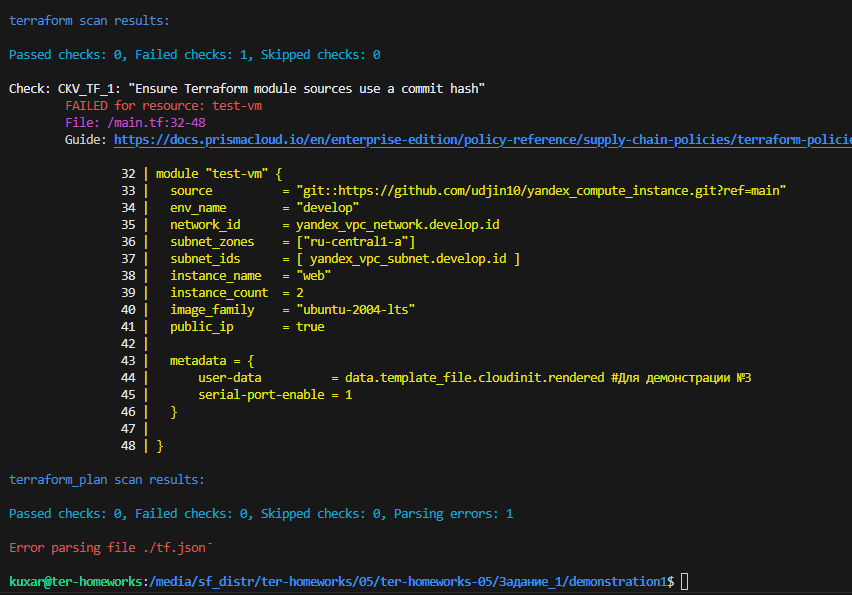 terraform scan results:
Passed checks: 0, Failed checks: 1, Skipped checks: 0
Check: CKV_TF_1: "Ensure Terraform module sources use a commit hash"
FAILED for resource: test-vm
File: /main.tf:32-48
Guide: https://docs.prismacloud.io/en/enterprise-edition/policy-reference/supply-chain-policies/terraform-policie
32 | module "test-vm" {
33 |   source          = "git::https://github.com/udjin10/yandex_compute_instance.git?ref=main"
34 |   env_name        = "develop"
35 |   network_id      = yandex_vpc_network.develop.id
36 |   subnet_zones    = ["ru-central1-a"]
37 |   subnet_ids      = [ yandex_vpc_subnet.develop.id ]
38 |   instance_name   = "web"
39 |   instance_count  = 2
40 |   image_family    = "ubuntu-2004-lts"
41 |   public_ip       = true
42 |
43 |   metadata = {
44 |       user-data          = data.template_file.cloudinit.rendered #Для демонстрации №3
45 |       serial-port-enable = 1
46 |   }
47 |
48 | }
terraform_plan scan results:
Passed checks: 0, Failed checks: 0, Skipped checks: 0, Parsing errors: 1
Error parsing file ./tf.json
kuxar@ter-homeworks:/media/sf_distr/ter-homeworks/05/ter-homeworks-05/Задание_1/demonstration1$